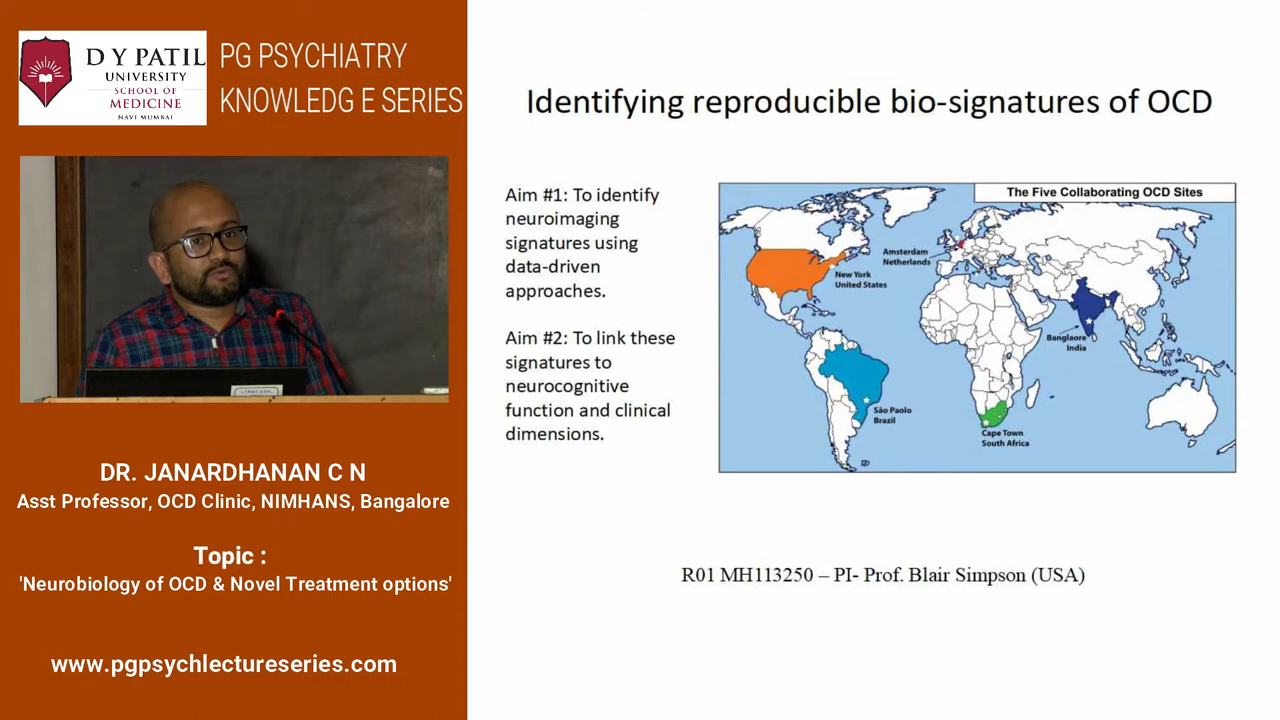 D Y PATIL
UNIVERSITY
SCHOOL OF
MEDICINE
NAVI MUMBAI
PG PSYCHIATRY
KNOWLEDG E SERIES
DR. JANARDHANAN C N
Asst Professor, OCD Clinic, NIMHANS, Bangalore
Topic :
'Neurobiology of OCD & Novel Treatment options'
www.pgpsychlectureseries.com
Identifying reproducible bio-signatures of OCD
Aim #1: To identify
neuroimaging
signatures using
data-driven
approaches.
Aim #2: To link these
signatures to
neurocognitive
function and clinical
dimensions.
The Five Collaborating OCD Sites
Amsterdam
Netherlands
New York
United States
Banglaore
India
São Paolo
Brazil
Cape Town
South Africa
R01 MH113250 – PI- Prof. Blair Simpson (USA)